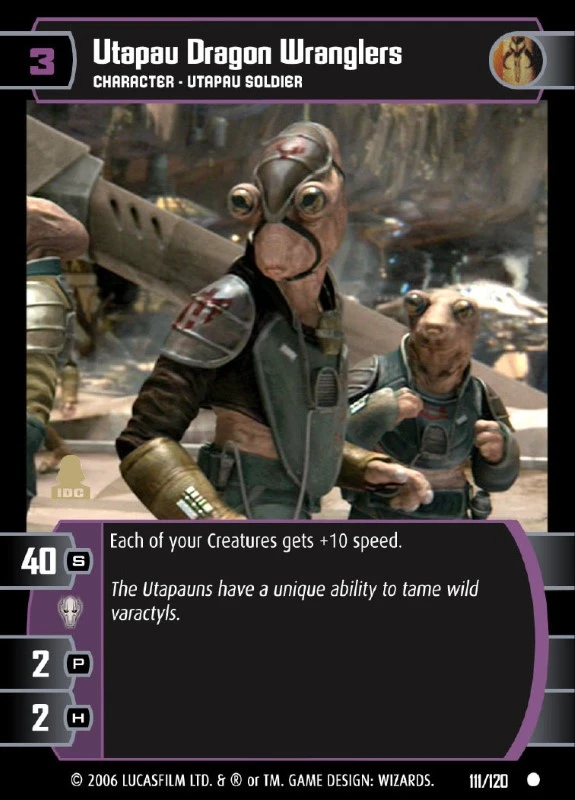 3
Utapau Dragon Wranglers
CHARACTER - UTAPAU SOLDIER
IDC
40 S
Each of your Creatures gets +10 speed.
The Utapauns have a unique ability to tame wild
varactyls.
2 P
2 H
© 2006 LUCASFILM LTD. & ® or TM. GAME DESIGN: WIZARDS. 111/120